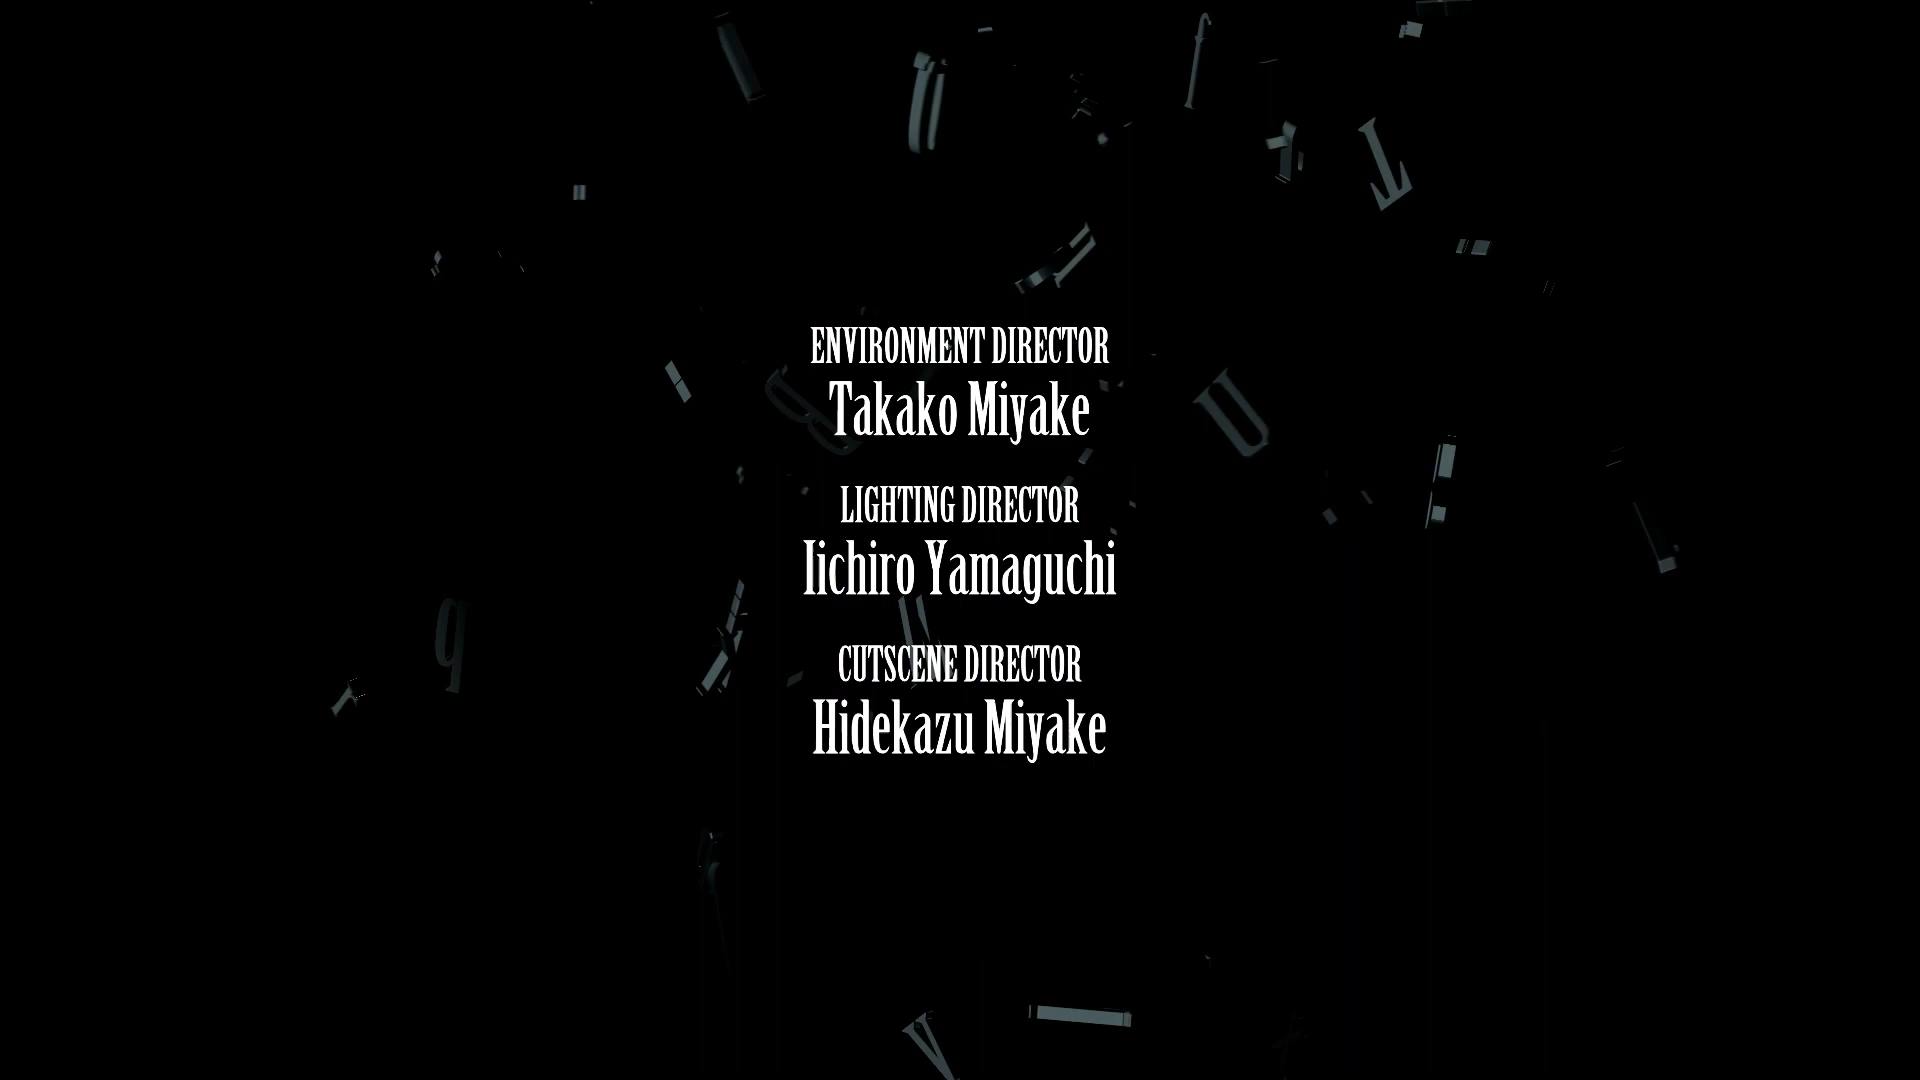 ENVIRONMENT DIRECTOR
Takako Miyake
LIGHTING DIRECTOR
Iichiro Yamaguchi
CUTSCENE DIRECTOR
Hidekazu Miyake